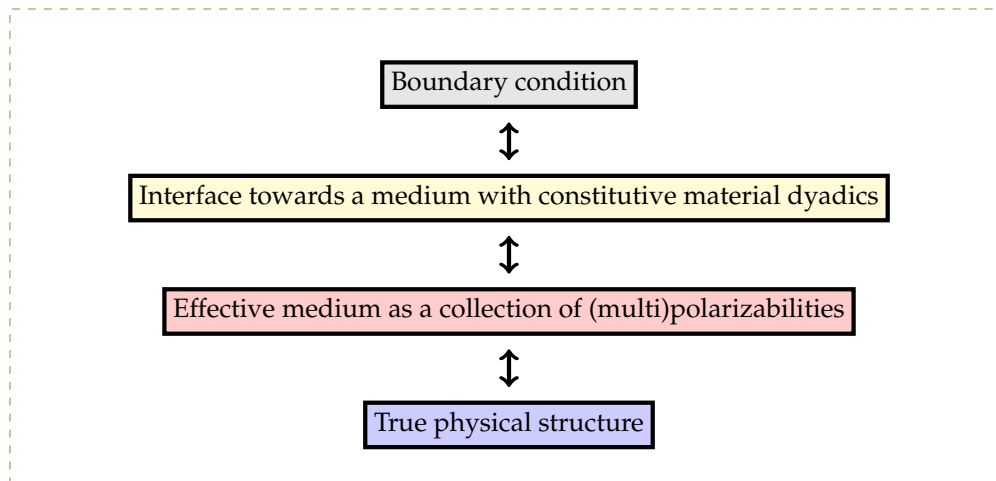 Boundary condition
Interface towards a medium with constitutive material dyadics
Effective medium as a collection of (multi)polarizabilities
True physical structure